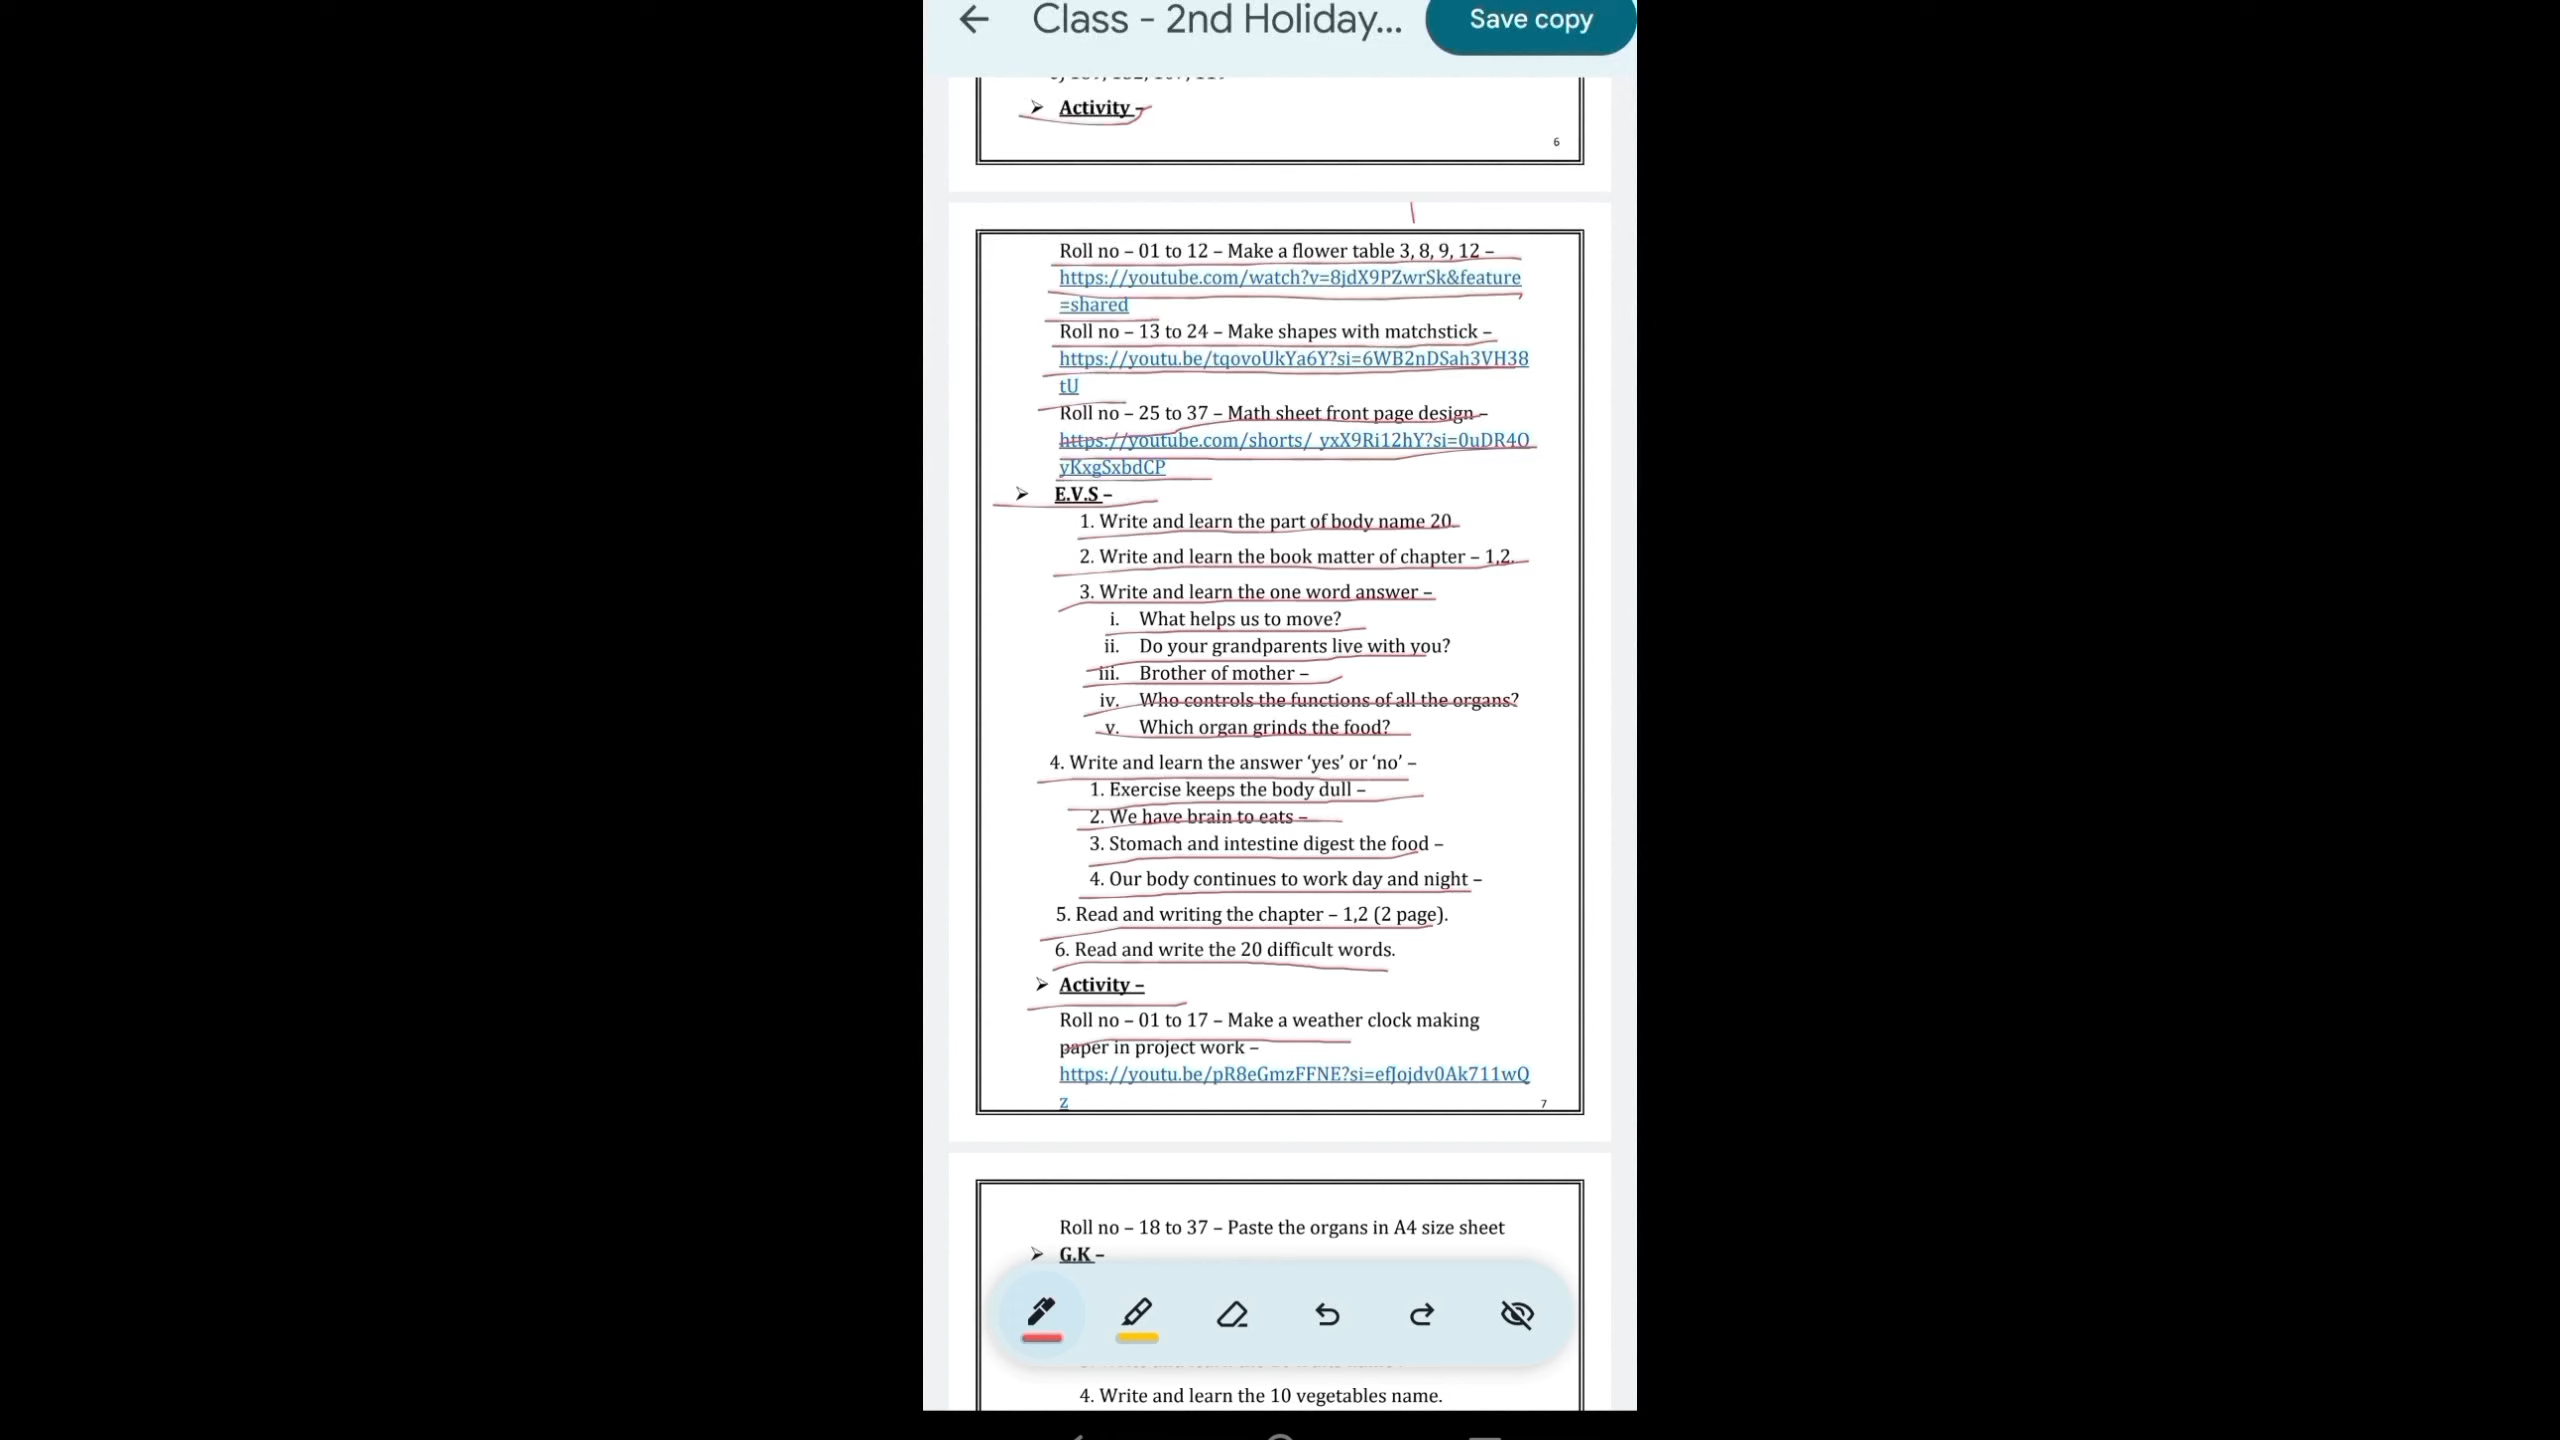 Class - 2nd Holiday...
Save copy
➢ Activity –
6
Roll no – 01 to 12 – Make a flower table 3, 8, 9, 12 –
https://youtube.com/watch?v=8jdX9PZwrSk&feature
=shared
Roll no – 13 to 24 – Make shapes with matchstick –
https://youtu.be/tqovoUkYa6Y?si=6WB2nDSah3VH38
tU
Roll no – 25 to 37 – Math sheet front page design –
https://youtube.com/shorts/_yxX9Ri12hY?si=0uDR4O
yKxgSxbdCP
➢ E.V.S –
1. Write and learn the part of body name 20.
2. Write and learn the book matter of chapter – 1,2.
3. Write and learn the one word answer –
i. What helps us to move?
ii. Do your grandparents live with you?
iii. Brother of mother –
iv. Who controls the functions of all the organs?
v. Which organ grinds the food?
4. Write and learn the answer ‘yes’ or ‘no’ –
1. Exercise keeps the body dull –
2. We have brain to eats –
3. Stomach and intestine digest the food –
4. Our body continues to work day and night –
5. Read and writing the chapter – 1,2 (2 page).
6. Read and write the 20 difficult words.
➢ Activity –
Roll no – 01 to 17 – Make a weather clock making
paper in project work –
https://youtu.be/pR8eGmzFFNE?si=efJojdv0Ak711wQ
z
7
Roll no – 18 to 37 – Paste the organs in A4 size sheet
➢ G.K –
4. Write and learn the 10 vegetables name.